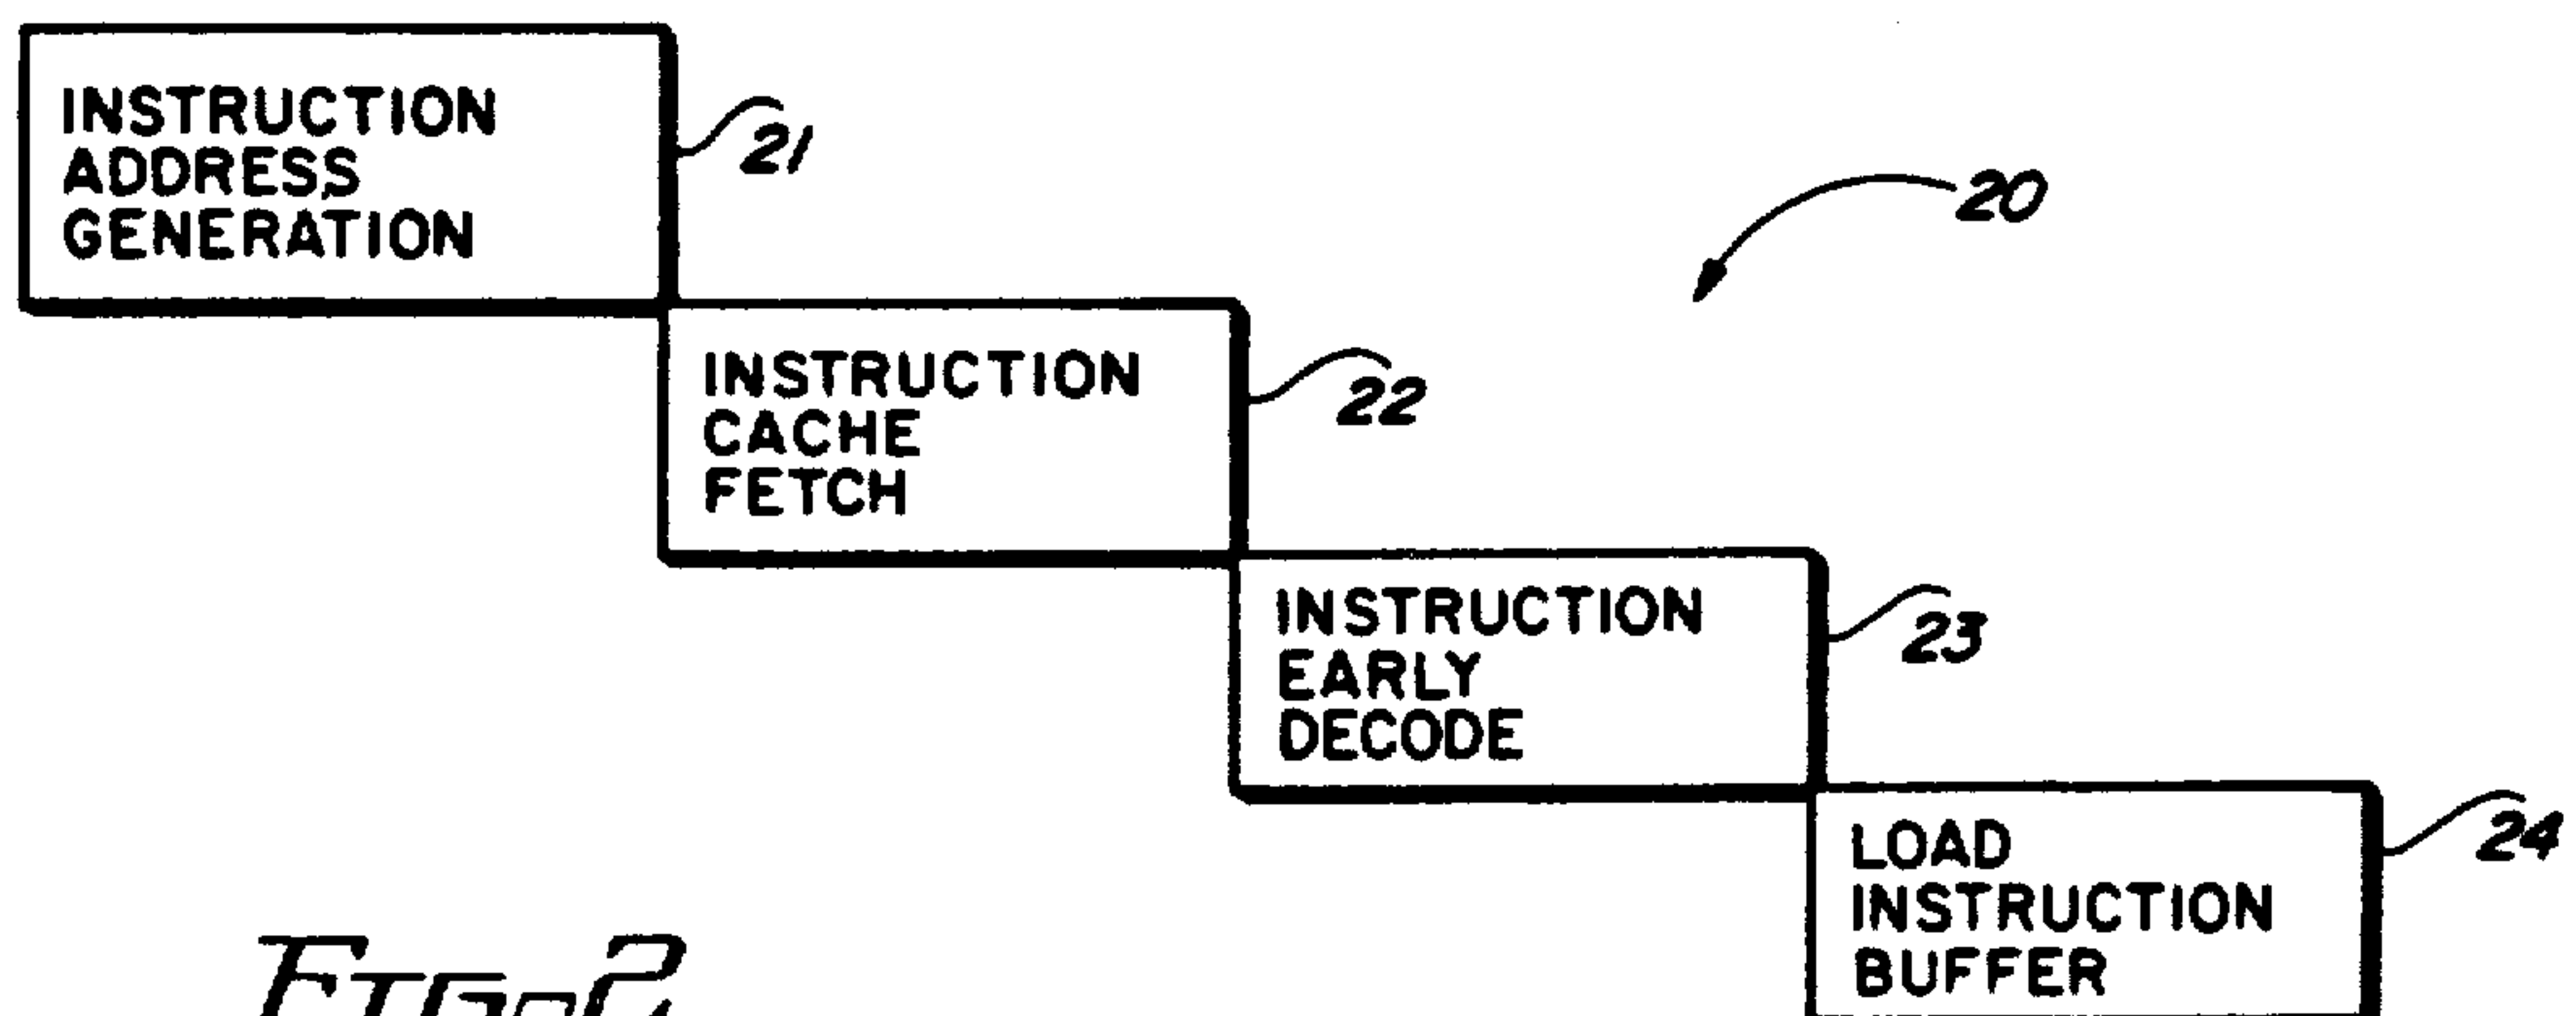 INSTRUCTION
ADDRESS
GENERATION
21
20
INSTRUCTION
CACHE
FETCH
22
INSTRUCTION
EARLY
DECODE
23
LOAD
INSTRUCTION
BUFFER
24
FIG. 2